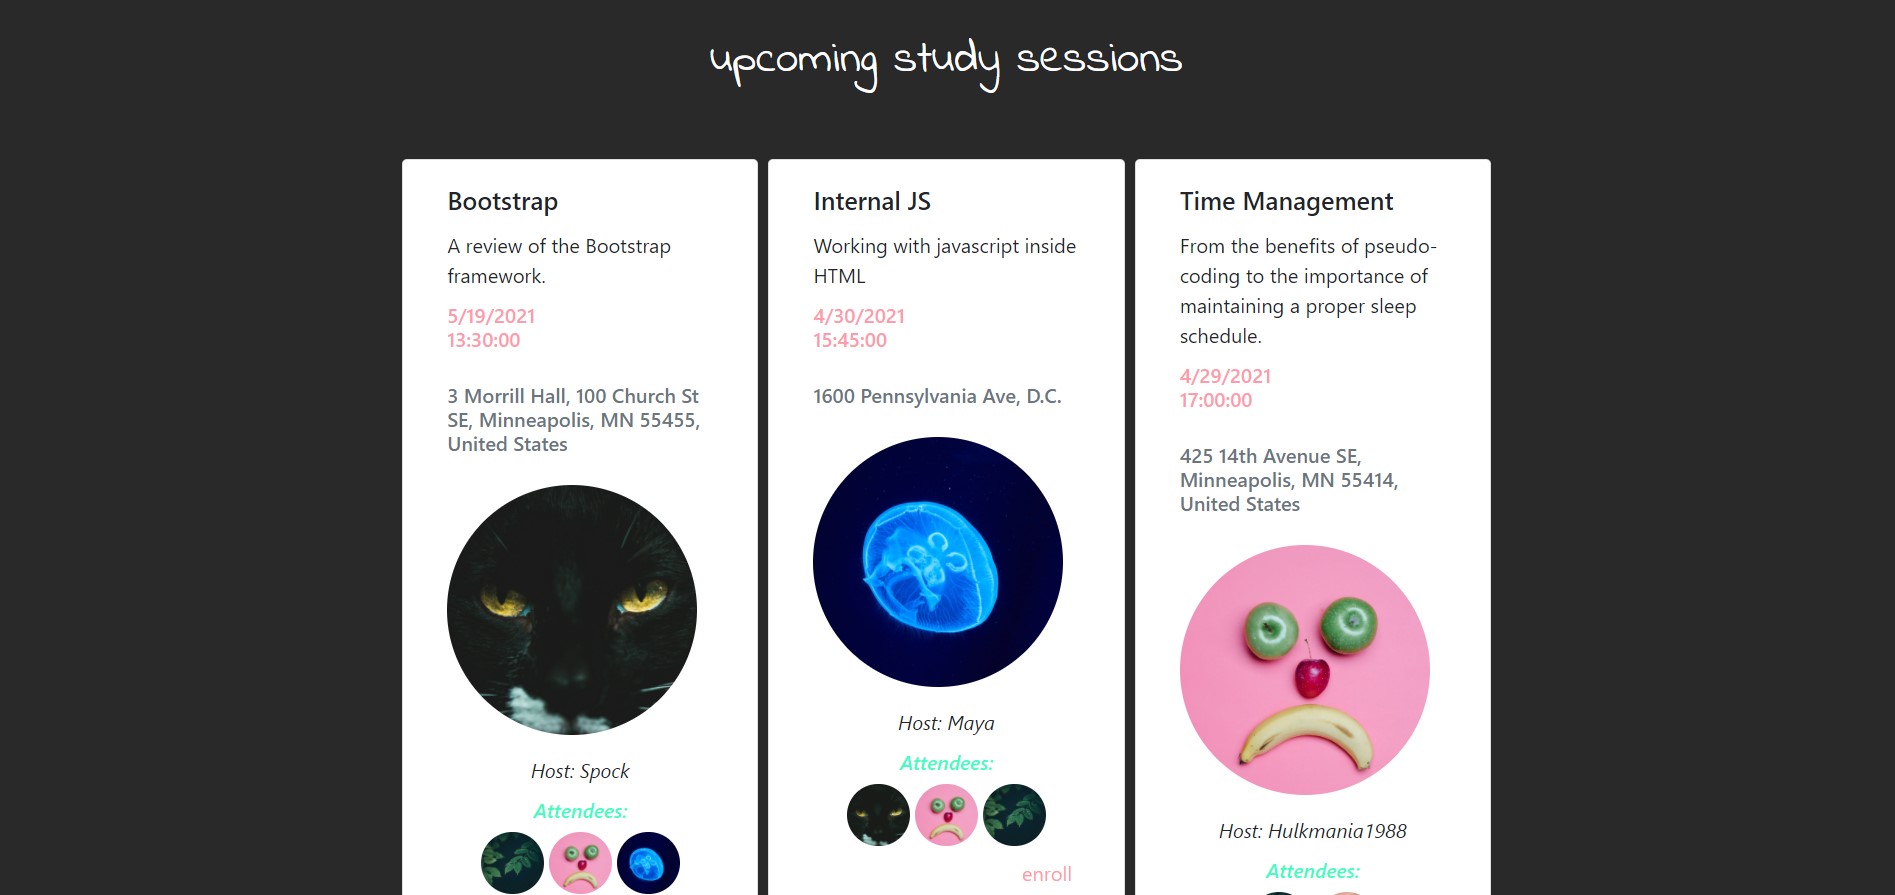 upcoming study sessions
Bootstrap
A review of the Bootstrap
framework.
5/19/2021
13:30:00
3 Morrill Hall, 100 Church St
SE, Minneapolis, MN 55455,
United States
Host: Spock
Attendees:
Internal JS
Working with javascript inside
HTML
4/30/2021
15:45:00
1600 Pennsylvania Ave, D.C.
Host: Maya
Attendees:
enroll
Time Management
From the benefits of pseudo-
coding to the importance of
maintaining a proper sleep
schedule.
4/29/2021
17:00:00
425 14th Avenue SE,
Minneapolis, MN 55414,
United States
Host: Hulkmania1988
Attendees: